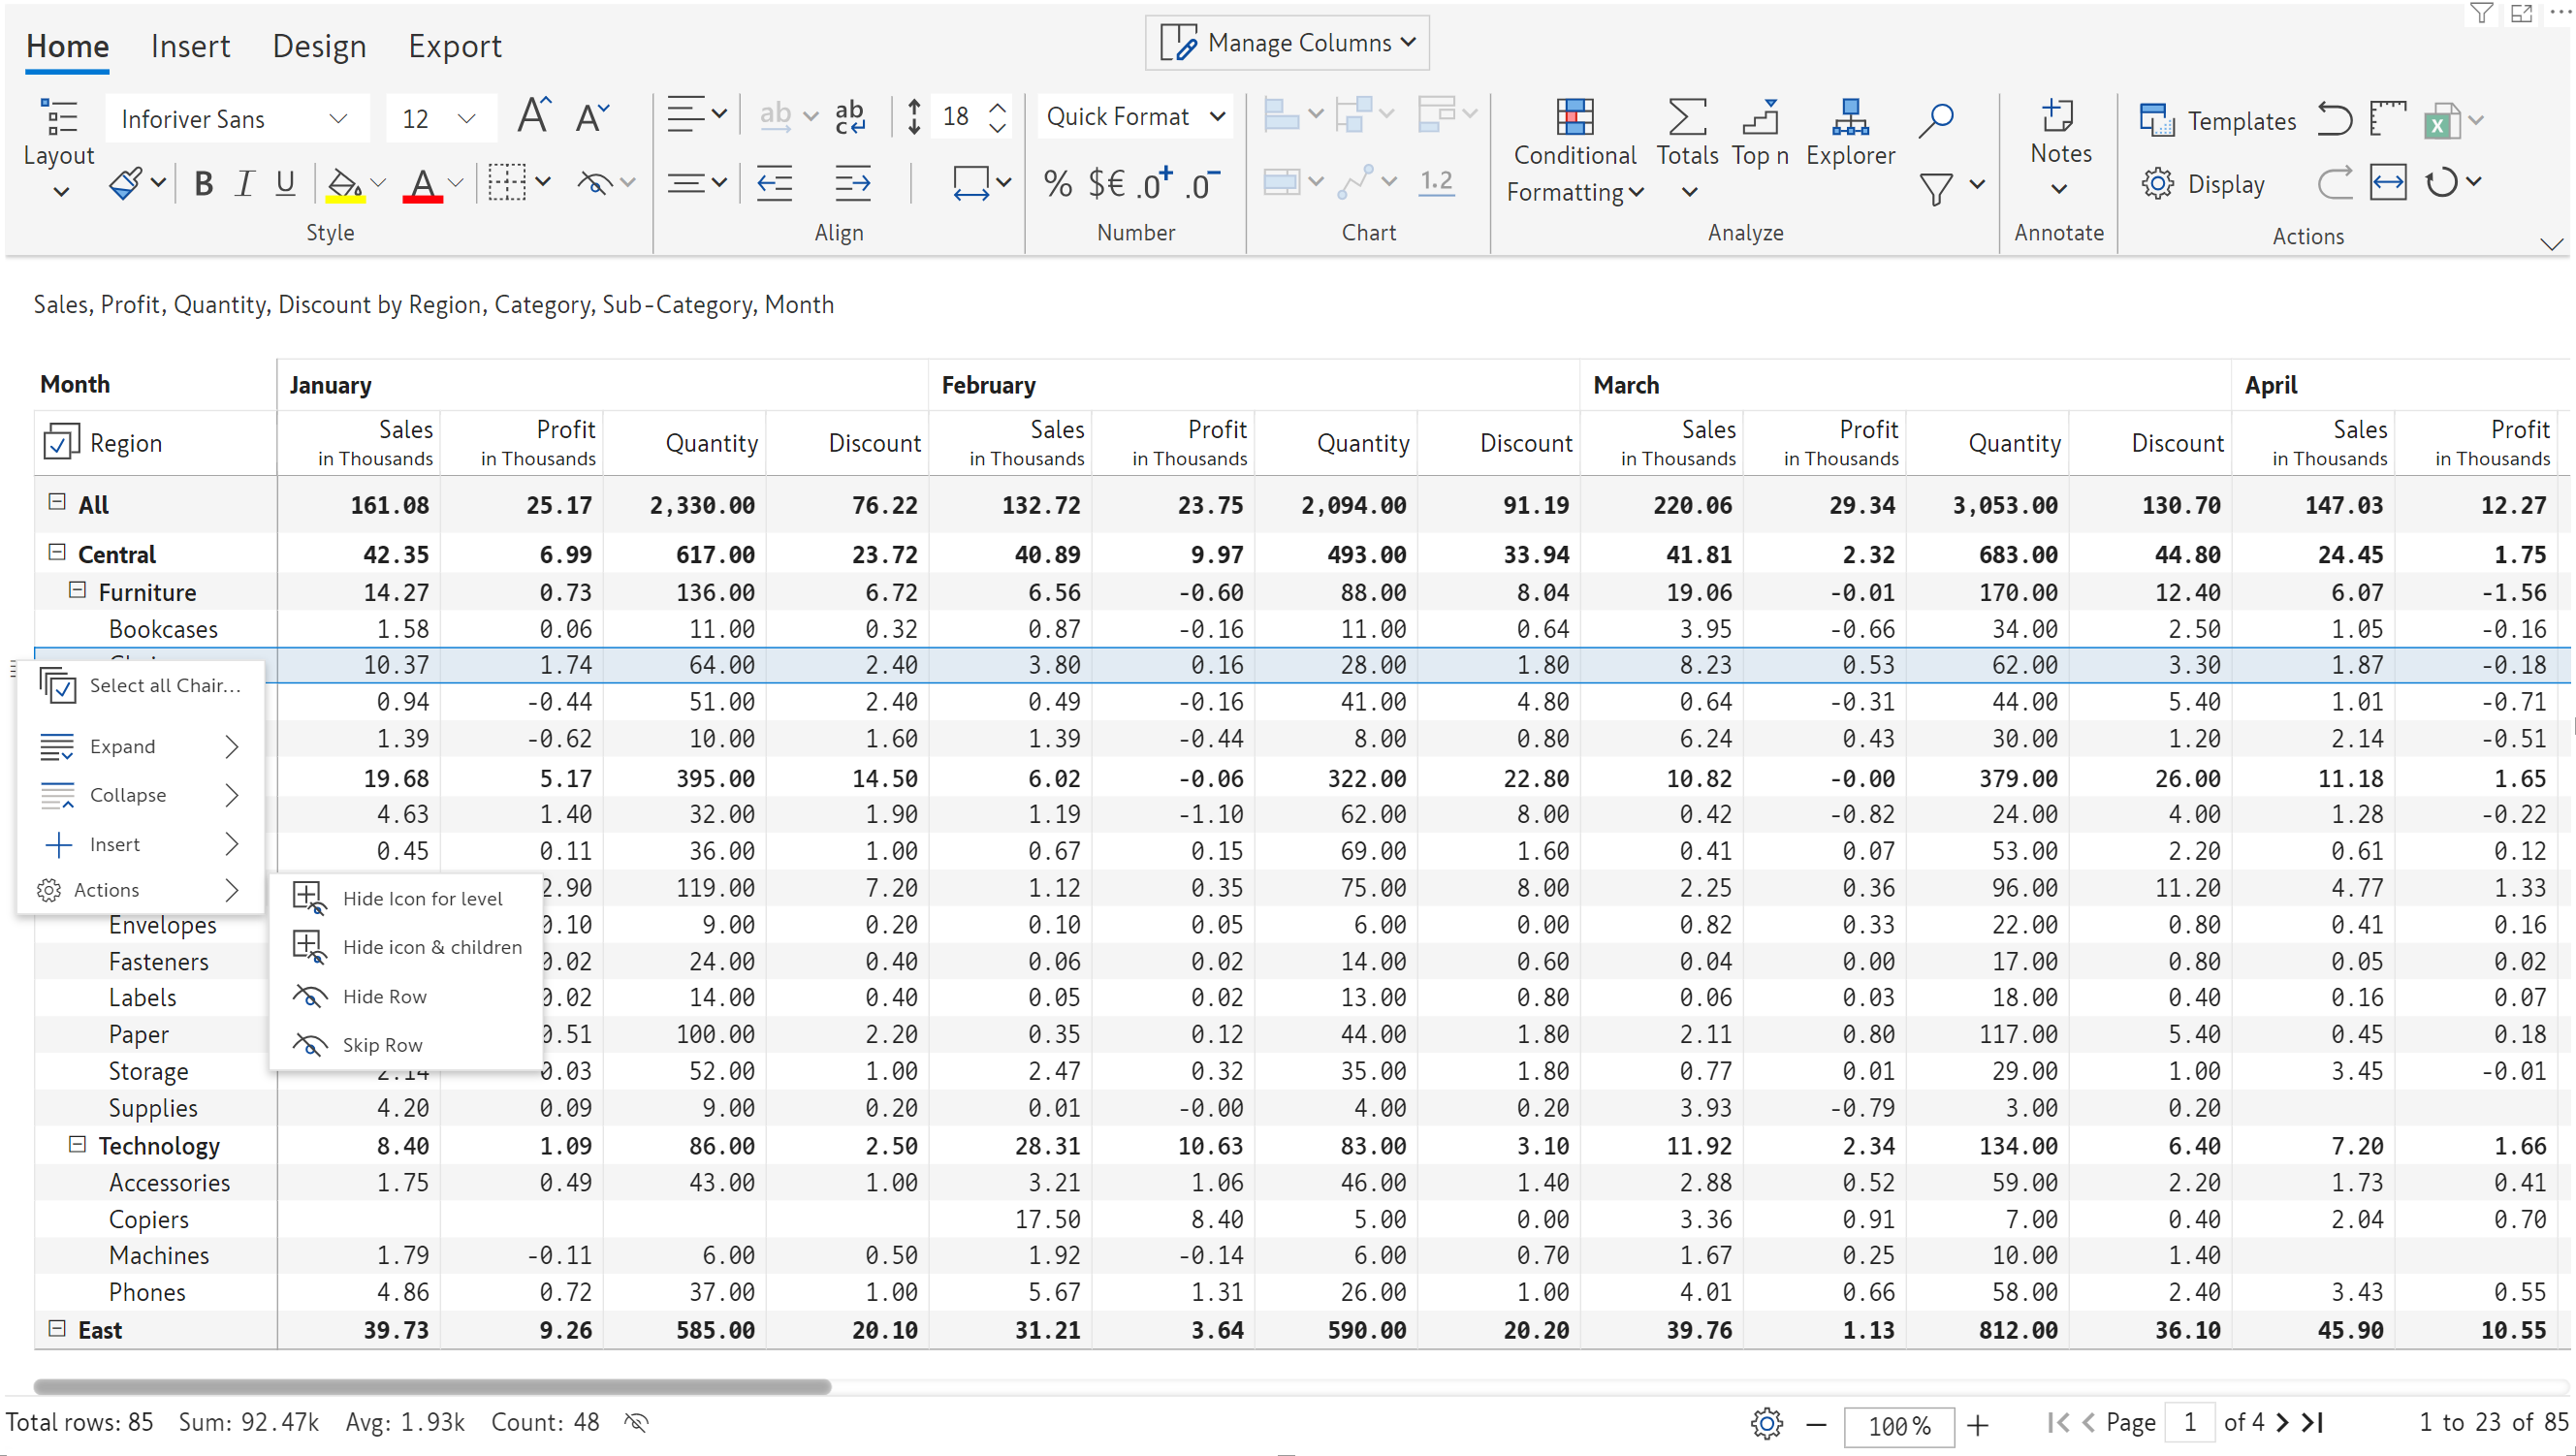 Home Insert Design Export Manage Columns
Inforiver Sans 12 A A ab ab c 18 Quick Format Templates
Layout Conditional Formatting Totals Top n Explorer Notes
B I U A % $€ .0+ .0- 1.2 Display
Style Align Number Chart Analyze Annotate Actions
Sales, Profit, Quantity, Discount by Region, Category, Sub-Category, Month
Month January February March April
Region Sales in Thousands Profit in Thousands Quantity Discount Sales in Thousands Profit in Thousands Quantity Discount Sales in Thousands Profit in Thousands Quantity Discount Sales in Thousands Profit in Thousands
All 161.08 25.17 2,330.00 76.22 132.72 23.75 2,094.00 91.19 220.06 29.34 3,053.00 130.70 147.03 12.27
Central 42.35 6.99 617.00 23.72 40.89 9.97 493.00 33.94 41.81 2.32 683.00 44.80 24.45 1.75
Furniture 14.27 0.73 136.00 6.72 6.56 -0.60 88.00 8.04 19.06 -0.01 170.00 12.40 6.07 -1.56
Bookcases 1.58 0.06 11.00 0.32 0.87 -0.16 11.00 0.64 3.95 -0.66 34.00 2.50 1.05 -0.16
10.37 1.74 64.00 2.40 3.80 0.16 28.00 1.80 8.23 0.53 62.00 3.30 1.87 -0.18
Select all Chair...
0.94 -0.44 51.00 2.40 0.49 -0.16 41.00 4.80 0.64 -0.31 44.00 5.40 1.01 -0.71
Expand 1.39 -0.62 10.00 1.60 1.39 -0.44 8.00 0.80 6.24 0.43 30.00 1.20 2.14 -0.51
Collapse 19.68 5.17 395.00 14.50 6.02 -0.06 322.00 22.80 10.82 -0.00 379.00 26.00 11.18 1.65
4.63 1.40 32.00 1.90 1.19 -1.10 62.00 8.00 0.42 -0.82 24.00 4.00 1.28 -0.22
Insert 0.45 0.11 36.00 1.00 0.67 0.15 69.00 1.60 0.41 0.07 53.00 2.20 0.61 0.12
Actions Hide Icon for level 2.90 119.00 7.20 1.12 0.35 75.00 8.00 2.25 0.36 96.00 11.20 4.77 1.33
Envelopes Hide icon & children 0.10 9.00 0.20 0.10 0.05 6.00 0.00 0.82 0.33 22.00 0.80 0.41 0.16
Fasteners 0.02 24.00 0.40 0.06 0.02 14.00 0.60 0.04 0.00 17.00 0.80 0.05 0.02
Labels Hide Row 0.02 14.00 0.40 0.05 0.02 13.00 0.80 0.06 0.03 18.00 0.40 0.16 0.07
Paper Skip Row 0.51 100.00 2.20 0.35 0.12 44.00 1.80 2.11 0.80 117.00 5.40 0.45 0.18
Storage 2.14 0.03 52.00 1.00 2.47 0.32 35.00 1.80 0.77 0.01 29.00 1.00 3.45 -0.01
Supplies 4.20 0.09 9.00 0.20 0.01 -0.00 4.00 0.20 3.93 -0.79 3.00 0.20
Technology 8.40 1.09 86.00 2.50 28.31 10.63 83.00 3.10 11.92 2.34 134.00 6.40 7.20 1.66
Accessories 1.75 0.49 43.00 1.00 3.21 1.06 46.00 1.40 2.88 0.52 59.00 2.20 1.73 0.41
Copiers 17.50 8.40 5.00 0.00 3.36 0.91 7.00 0.40 2.04 0.70
Machines 1.79 -0.11 6.00 0.50 1.92 -0.14 6.00 0.70 1.67 0.25 10.00 1.40
Phones 4.86 0.72 37.00 1.00 5.67 1.31 26.00 1.00 4.01 0.66 58.00 2.40 3.43 0.55
East 39.73 9.26 585.00 20.10 31.21 3.64 590.00 20.20 39.76 1.13 812.00 36.10 45.90 10.55
Total rows: 85 Sum: 92.47k Avg: 1.93k Count: 48 100% Page 1 of 4 1 to 23 of 85